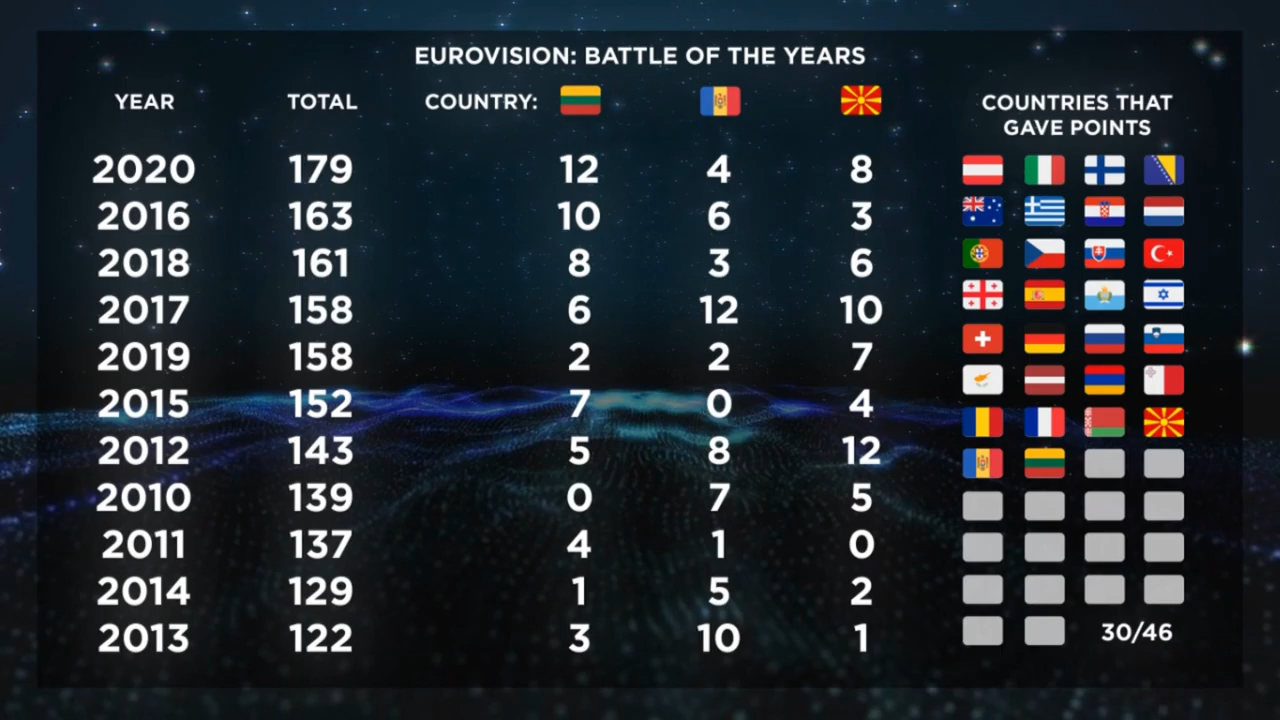 EUROVISION: BATTLE OF THE YEARS
YEAR TOTAL COUNTRY:
COUNTRIES THAT
GAVE POINTS
2020 179 12 4 8
2016 163 10 6 3
2018 161 8 3 6
2017 158 6 12 10
2019 158 2 2 7
2015 152 7 0 4
2012 143 5 8 12
2010 139 0 7 5
2011 137 4 1 0
2014 129 1 5 2
2013 122 3 10 1
30/46